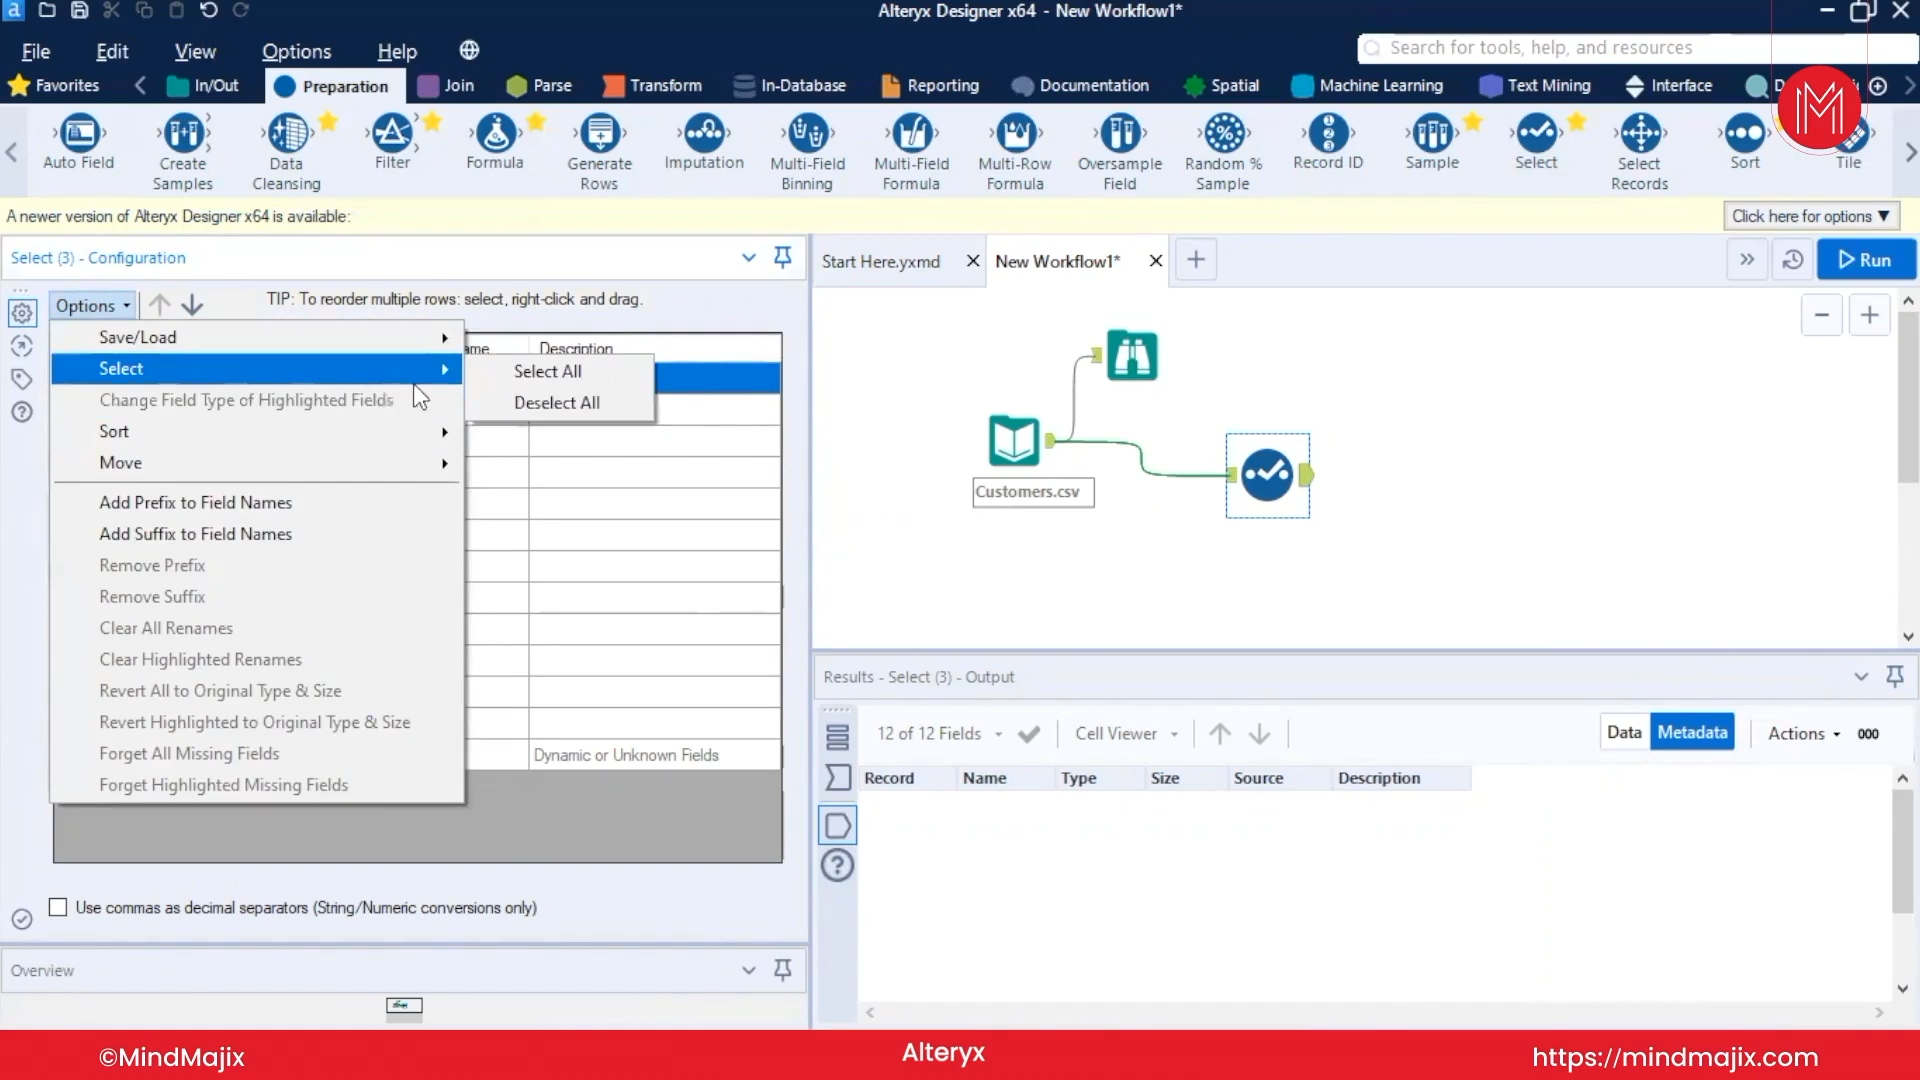 Alteryx Designer x64 - New Workflow1*
File Edit View Options Help
Search for tools, help, and resources
Favorites In/Out Preparation Join Parse Transform In-Database Reporting Documentation Spatial Machine Learning Text Mining Interface
Auto Field
Create Samples
Data Cleansing
Filter
Formula
Generate Rows
Imputation
Multi-Field Binning
Multi-Field Formula
Multi-Row Formula
Oversample Field
Random % Sample
Record ID
Sample
Select
Select Records
Sort
Tile
A newer version of Alteryx Designer x64 is available:
Click here for options ▼
Select (3) - Configuration
Options
TIP: To reorder multiple rows: select, right-click and drag.
Description
Save/Load
Select
Select All
Deselect All
Change Field Type of Highlighted Fields
Sort
Move
Add Prefix to Field Names
Add Suffix to Field Names
Remove Prefix
Remove Suffix
Clear All Renames
Clear Highlighted Renames
Revert All to Original Type & Size
Revert Highlighted to Original Type & Size
Forget All Missing Fields
Forget Highlighted Missing Fields
Dynamic or Unknown Fields
Use commas as decimal separators (String/Numeric conversions only)
Overview
Start Here.yxmd
New Workflow1*
Run
Customers.csv
Results - Select (3) - Output
12 of 12 Fields
Cell Viewer
Data
Metadata
Actions
000
Record Name Type Size Source Description
©MindMajix
Alteryx
https://mindmajix.com